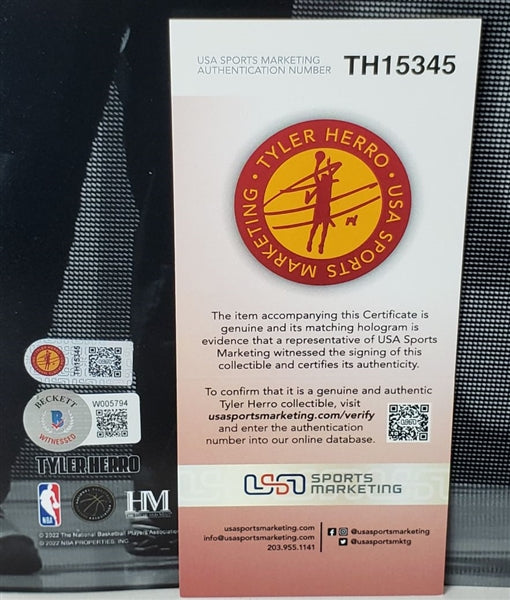 USA SPORTS MARKETING
AUTHENTICATION NUMBER TH15345
TYLER HERRO • USA SPORTS MARKETING •
The item accompanying this Certificate is
genuine and its matching hologram is
evidence that a representative of USA Sports
Marketing witnessed the signing of this
collectible and certifies its authenticity.
To confirm that it is a genuine and authentic
Tyler Herro collectible, visit
usasportsmarketing.com/verify
and enter the authentication
number into our online database.
USA SPORTS
MARKETING
usasportsmarketing.com
info@usasportsmarketing.com
203.955.1141
@usasportsmarketing
@usasportsmktg
TH15345
BECKETT
B
WITNESSED
W005794
TYLER HERRO
NBA
HM
© 2022 The National Basketball Players Association
© 2022 NBA PROPERTIES, INC.